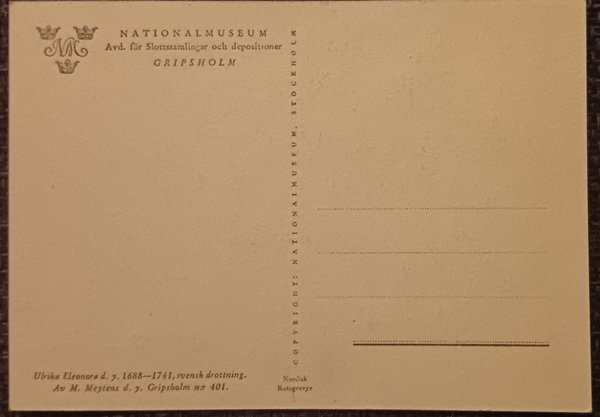 NM
NATIONALMUSEUM
Avd. för Slottssamlingar och depositioner
GRIPSHOLM
COPYRIGHT: NATIONALMUSEUM, STOCKHOLM
Ulrika Eleonora d. y. 1688—1741, svensk drottning.
Av M. Meytens d. y. Gripsholm nr 401.
Nordisk
Rotogravyr